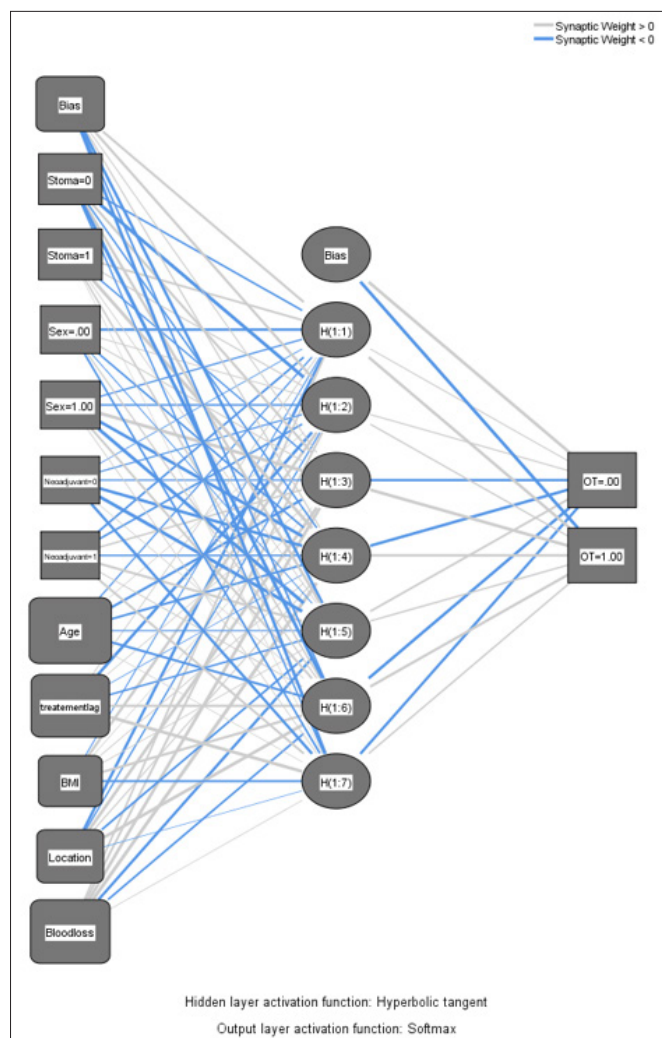 Synaptic Weight > 0
Synaptic Weight < 0
Bias
Stoma=0
Stoma=1
Sex=.00
Sex=1.00
Neoadjuvant=0
Neoadjuvant=1
Age
treatementlag
BMI
Location
Bloodloss
Bias
H(1:1)
H(1:2)
H(1:3)
H(1:4)
H(1:5)
H(1:6)
H(1:7)
OT=.00
OT=1.00
Hidden layer activation function: Hyperbolic tangent
Output layer activation function: Softmax